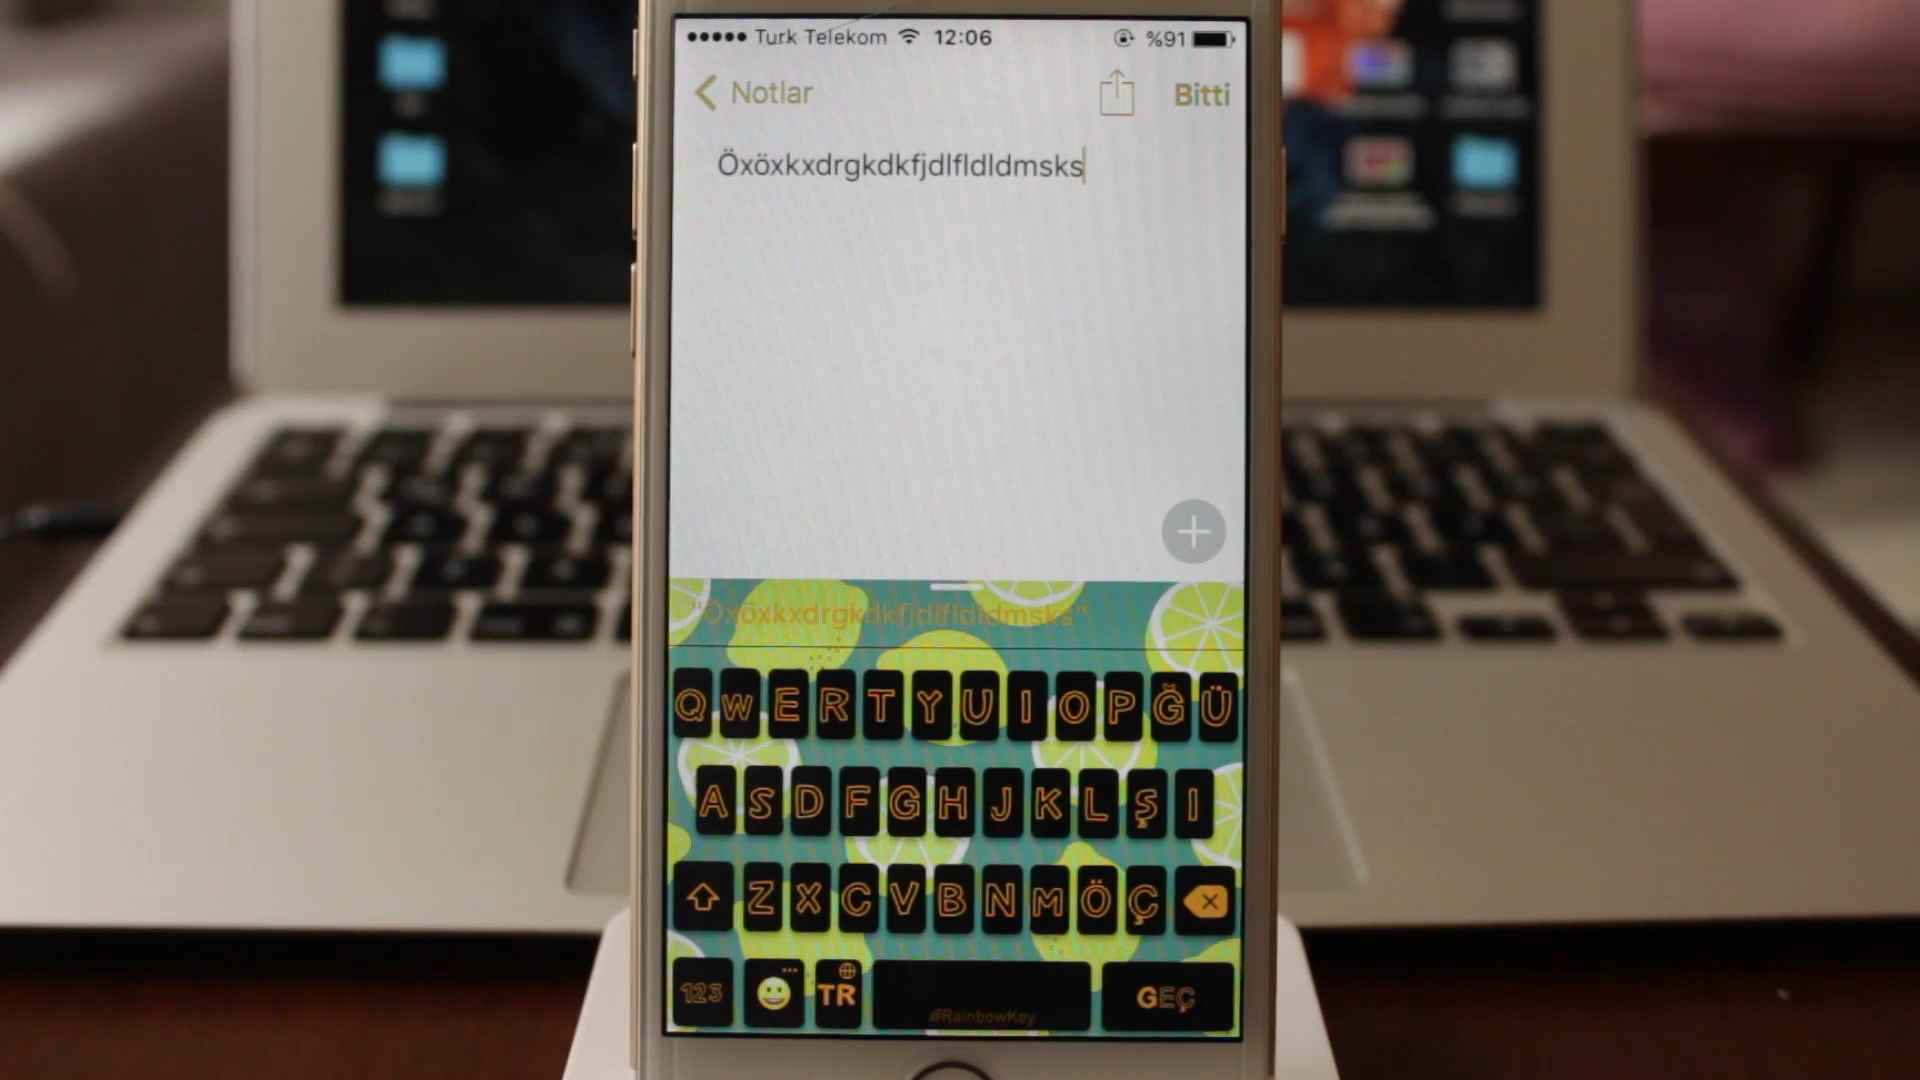 Turk Telekom 12:06 %91
Notlar Bitti
Öxöxkxdrgkdkfjdlfldldmsks
"Öxöxkxdrgkdkfjdlfldldmsks"
Q W E R T Y U I O P Ğ Ü
A S D F G H J K L Ş I
Z X C V B N M Ö Ç
123 TR @RainbowKey GEÇ